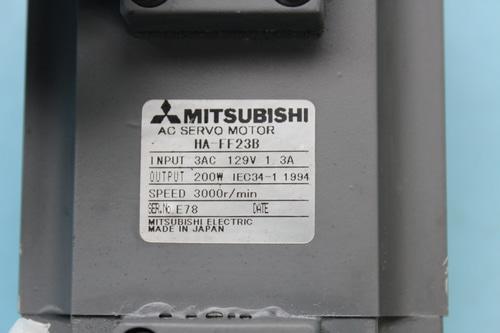 MITSUBISHI
AC SERVO MOTOR
HA-FF23B
INPUT 3AC 129V 1.3A
OUTPUT 200W IEC34-1 1994
SPEED 3000r/min
SER.No E78 DATE
MITSUBISHI ELECTRIC
MADE IN JAPAN